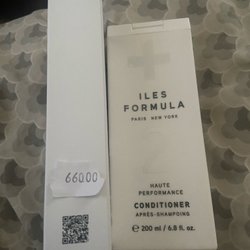 66000
ILES
FORMULA
PARIS NEW YORK
HAUTE
PERFORMANCE
CONDITIONER
APRÈS-SHAMPOING
℮ 200 ml / 6.8 fl. oz.